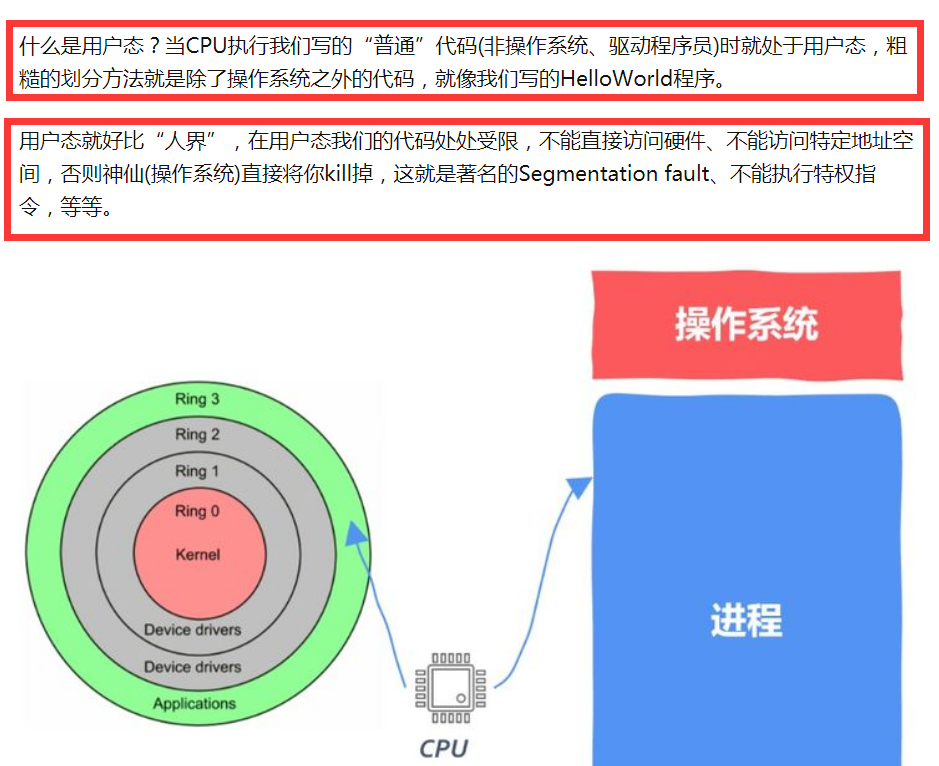 什么是用户态？当CPU执行我们写的“普通”代码(非操作系统、驱动程序员)时就处于用户态，粗
糙的划分方法就是除了操作系统之外的代码，就像我们写的HelloWorld程序。
用户态就好比“人界”，在用户态我们的代码处处受限，不能直接访问硬件、不能访问特定地址空
间，否则神仙(操作系统)直接将你kill掉，这就是著名的Segmentation fault、不能执行特权指
令，等等。
操作系统
Ring 3
Ring 2
Ring 1
Ring 0
Kernel
Device drivers
Device drivers
Applications
进程
CPU